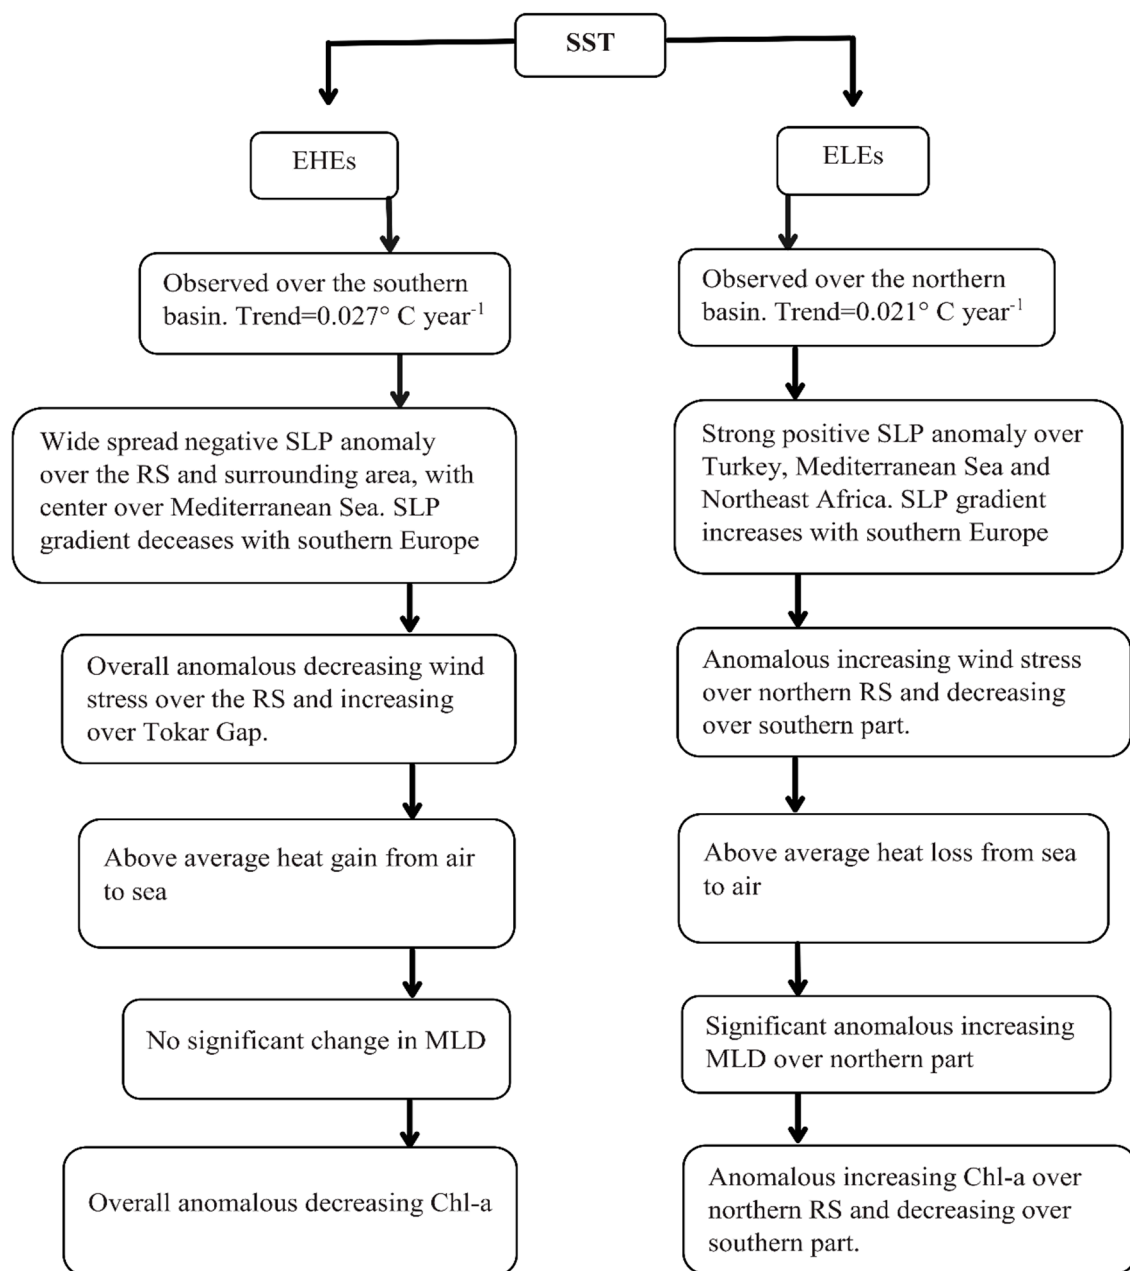 SST
EHEs
ELEs
Observed over the southern
basin. Trend=0.027° C year⁻¹
Observed over the northern
basin. Trend=0.021° C year⁻¹
Wide spread negative SLP anomaly
over the RS and surrounding area, with
center over Mediterranean Sea. SLP
gradient deceases with southern Europe
Strong positive SLP anomaly over
Turkey, Mediterranean Sea and
Northeast Africa. SLP gradient
increases with southern Europe
Overall anomalous decreasing wind
stress over the RS and increasing
over Tokar Gap.
Anomalous increasing wind stress
over northern RS and decreasing
over southern part.
Above average heat gain from air
to sea
Above average heat loss from sea
to air
No significant change in MLD
Significant anomalous increasing
MLD over northern part
Overall anomalous decreasing Chl-a
Anomalous increasing Chl-a over
northern RS and decreasing over
southern part.